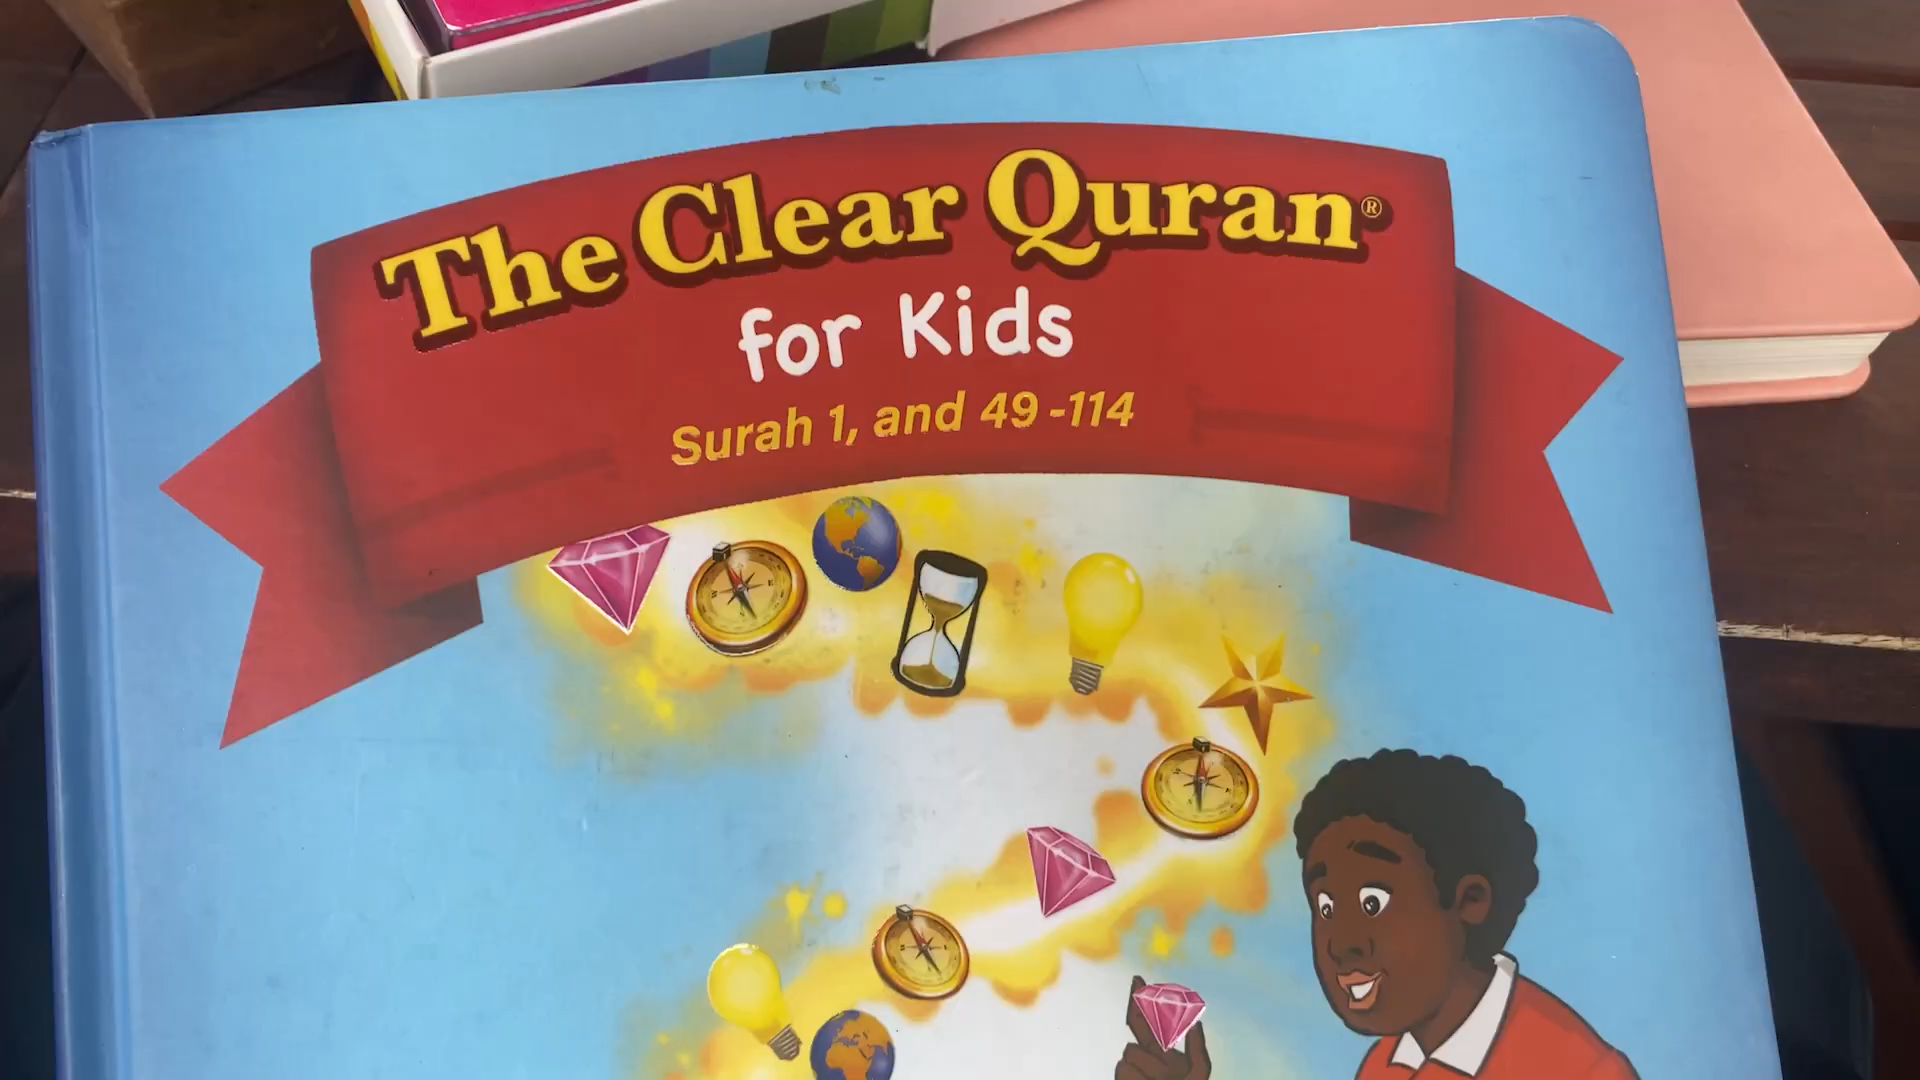 The Clear Quran®
for Kids
Surah 1, and 49-114